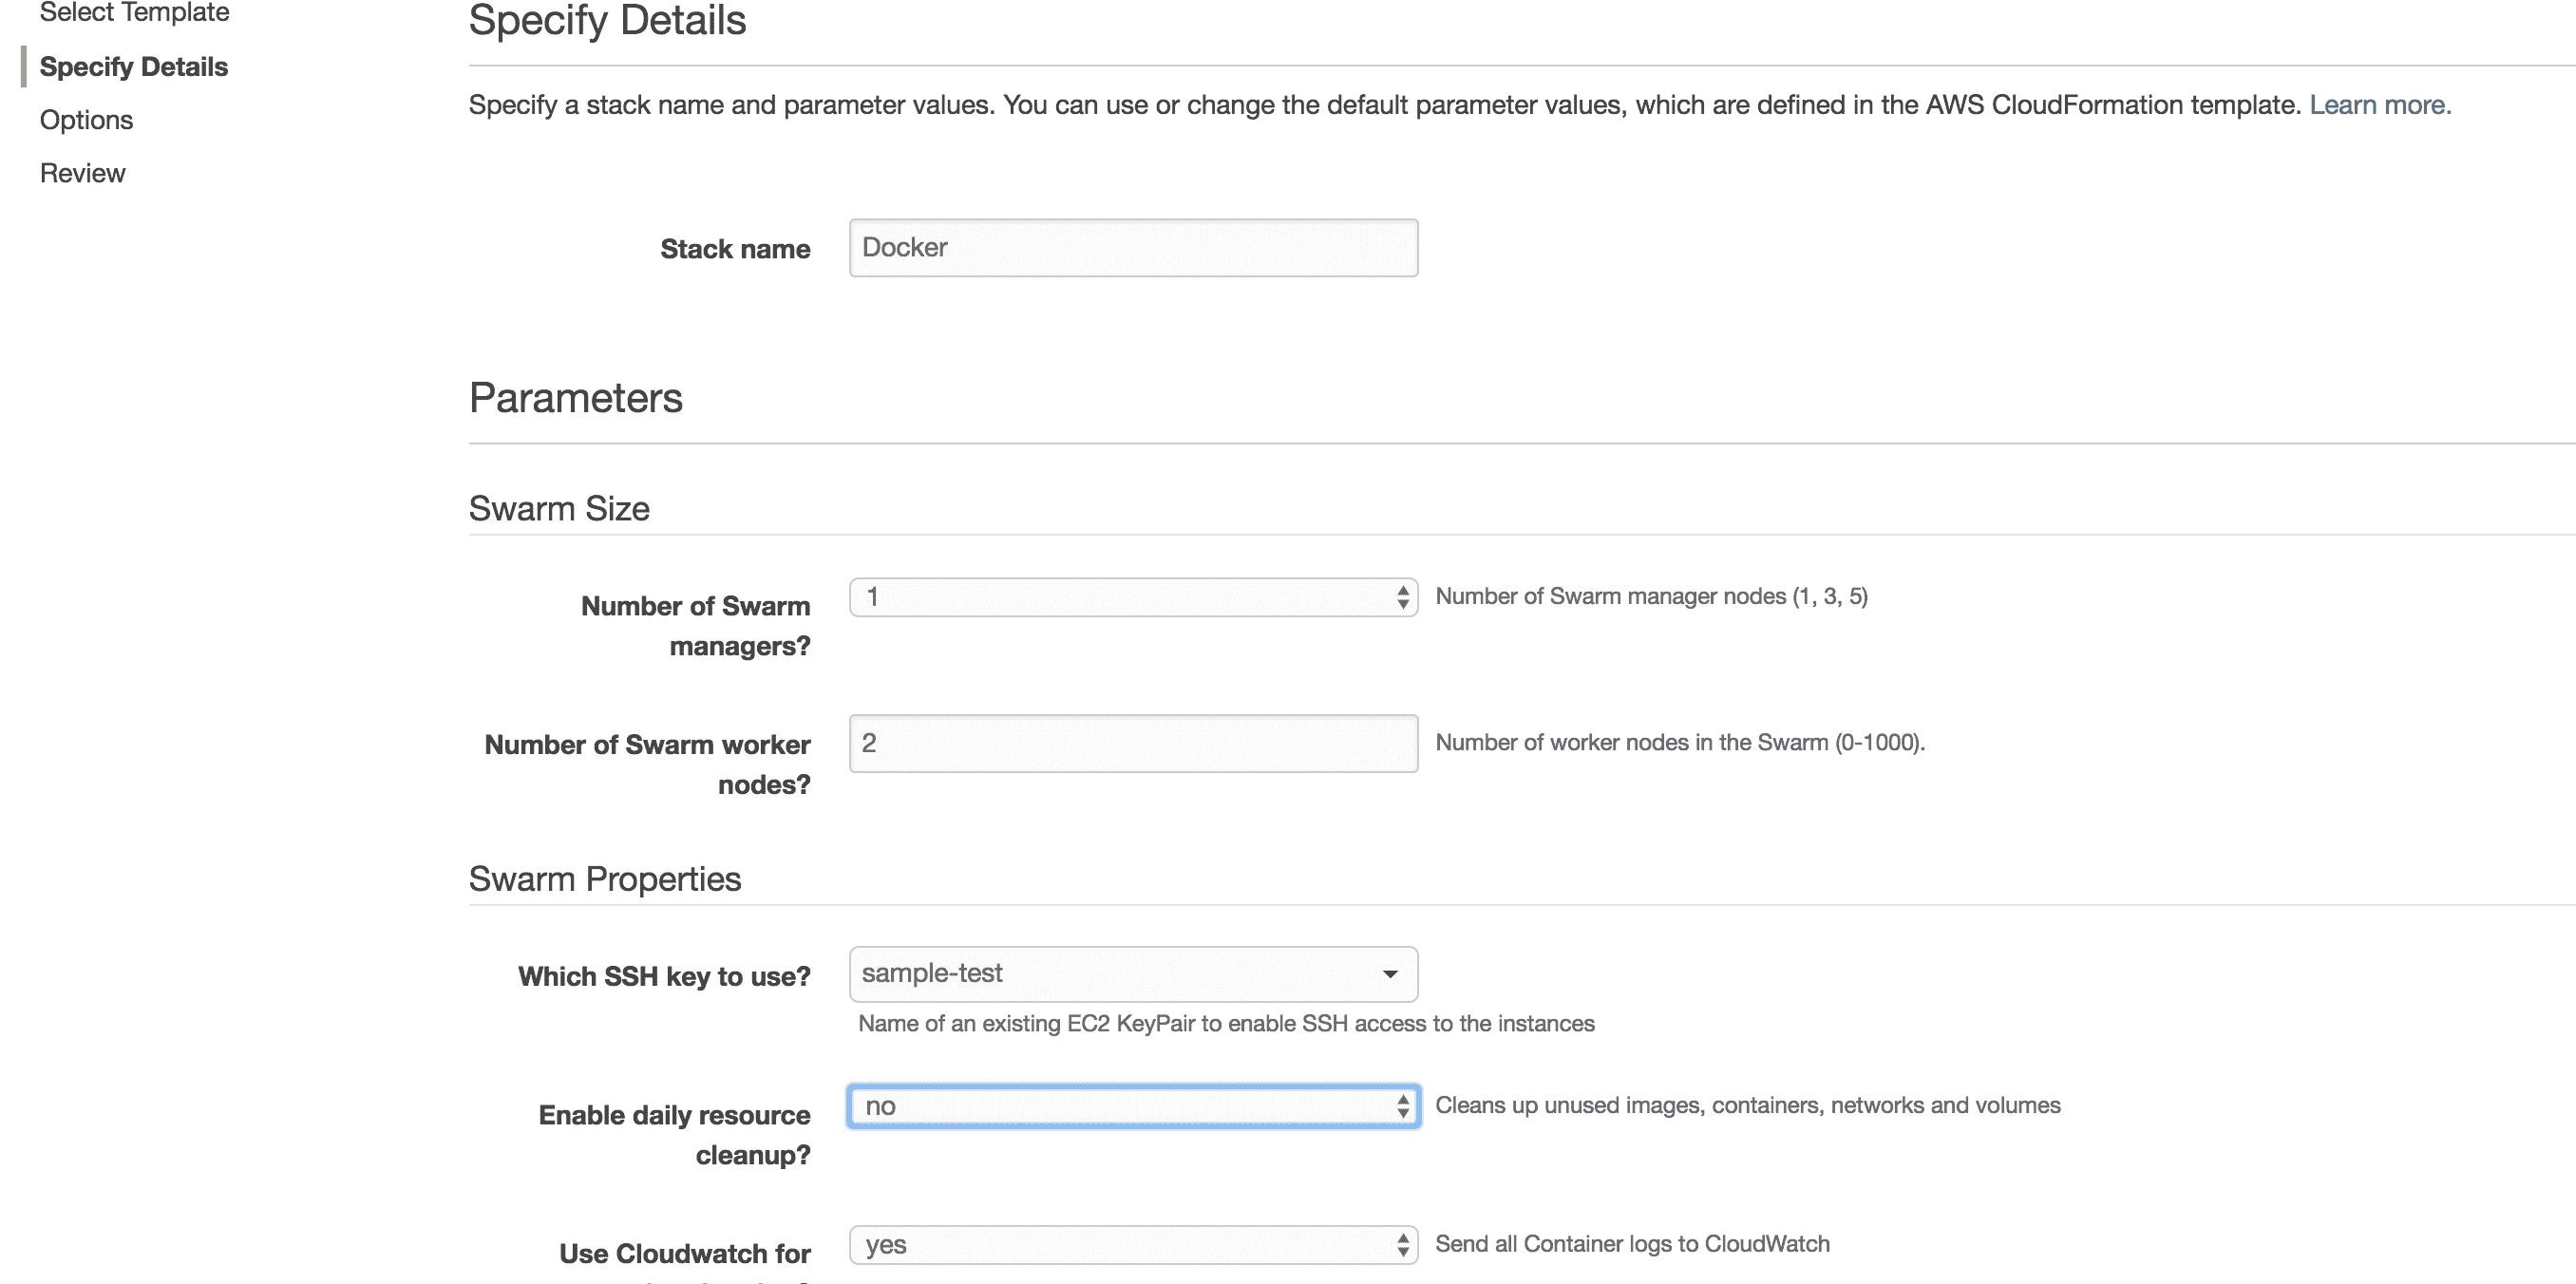 Select Template
Specify Details
Options
Review
Specify Details
Specify a stack name and parameter values. You can use or change the default parameter values, which are defined in the AWS CloudFormation template. Learn more.
Stack name
Docker
Parameters
Swarm Size
Number of Swarm
managers?
1
Number of Swarm manager nodes (1, 3, 5)
Number of Swarm worker
nodes?
2
Number of worker nodes in the Swarm (0-1000).
Swarm Properties
Which SSH key to use?
sample-test
Name of an existing EC2 KeyPair to enable SSH access to the instances
Enable daily resource
cleanup?
no
Cleans up unused images, containers, networks and volumes
Use Cloudwatch for
yes
Send all Container logs to CloudWatch